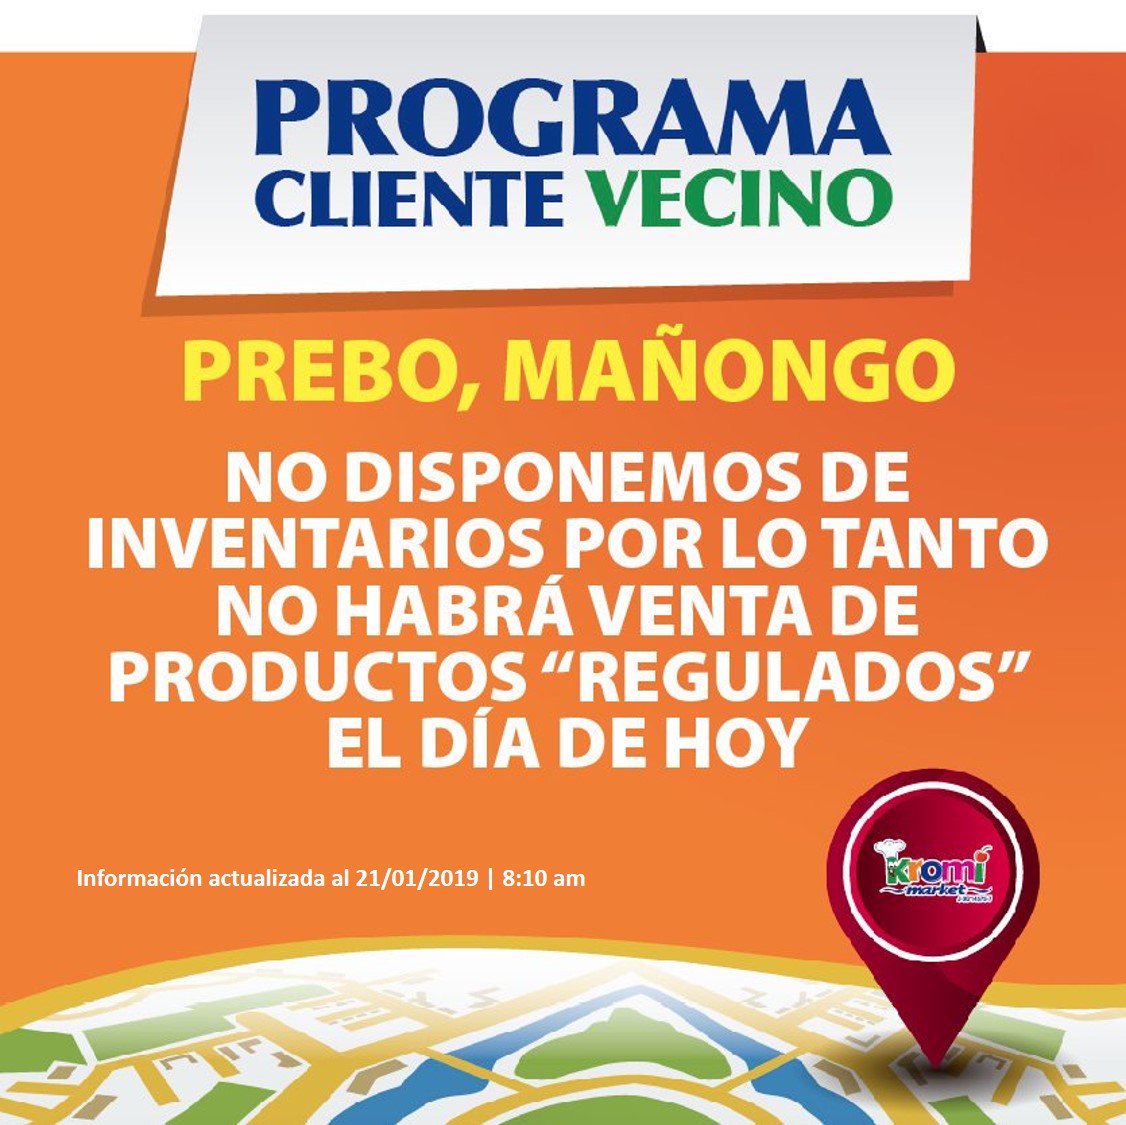 PROGRAMA
CLIENTE VECINO
PREBO, MAÑONGO
NO DISPONEMOS DE
INVENTARIOS POR LO TANTO
NO HABRÁ VENTA DE
PRODUCTOS “REGULADOS”
EL DÍA DE HOY
Información actualizada al 21/01/2019 | 8:10 am
kromi
market